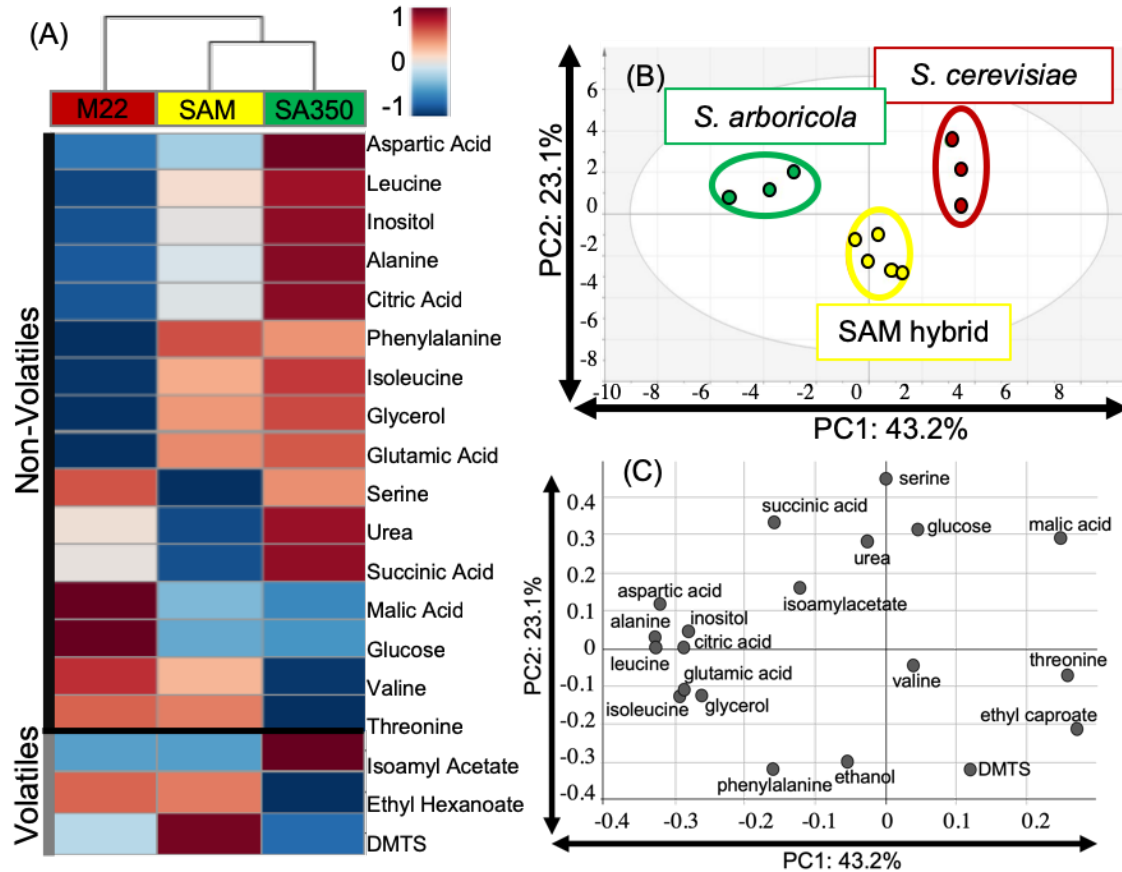 (A)
1
0
-1
M22 SAM SA350
Non-Volatiles
Volatiles
Aspartic Acid
Leucine
Inositol
Alanine
Citric Acid
Phenylalanine
Isoleucine
Glycerol
Glutamic Acid
Serine
Urea
Succinic Acid
Malic Acid
Glucose
Valine
Threonine
Isoamyl Acetate
Ethyl Hexanoate
DMTS
(B)
S. cerevisiae
S. arboricola
SAM hybrid
PC2: 23.1%
6
4
2
0
-2
-4
-6
-8
-10 -8 -6 -4 -2 0 2 4 6 8
PC1: 43.2%
(C)
PC2: 23.1%
0.4
0.3
0.2
0.1
0
-0.1
-0.2
-0.3
-0.4
serine
succinic acid
glucose
malic acid
urea
isoamylacetate
aspartic acid
alanine
inositol
citric acid
leucine
glutamic acid
isoleucine
glycerol
valine
threonine
ethyl caproate
phenylalanine
ethanol
DMTS
-0.4 -0.3 -0.2 -0.1 0 0.1 0.2
PC1: 43.2%